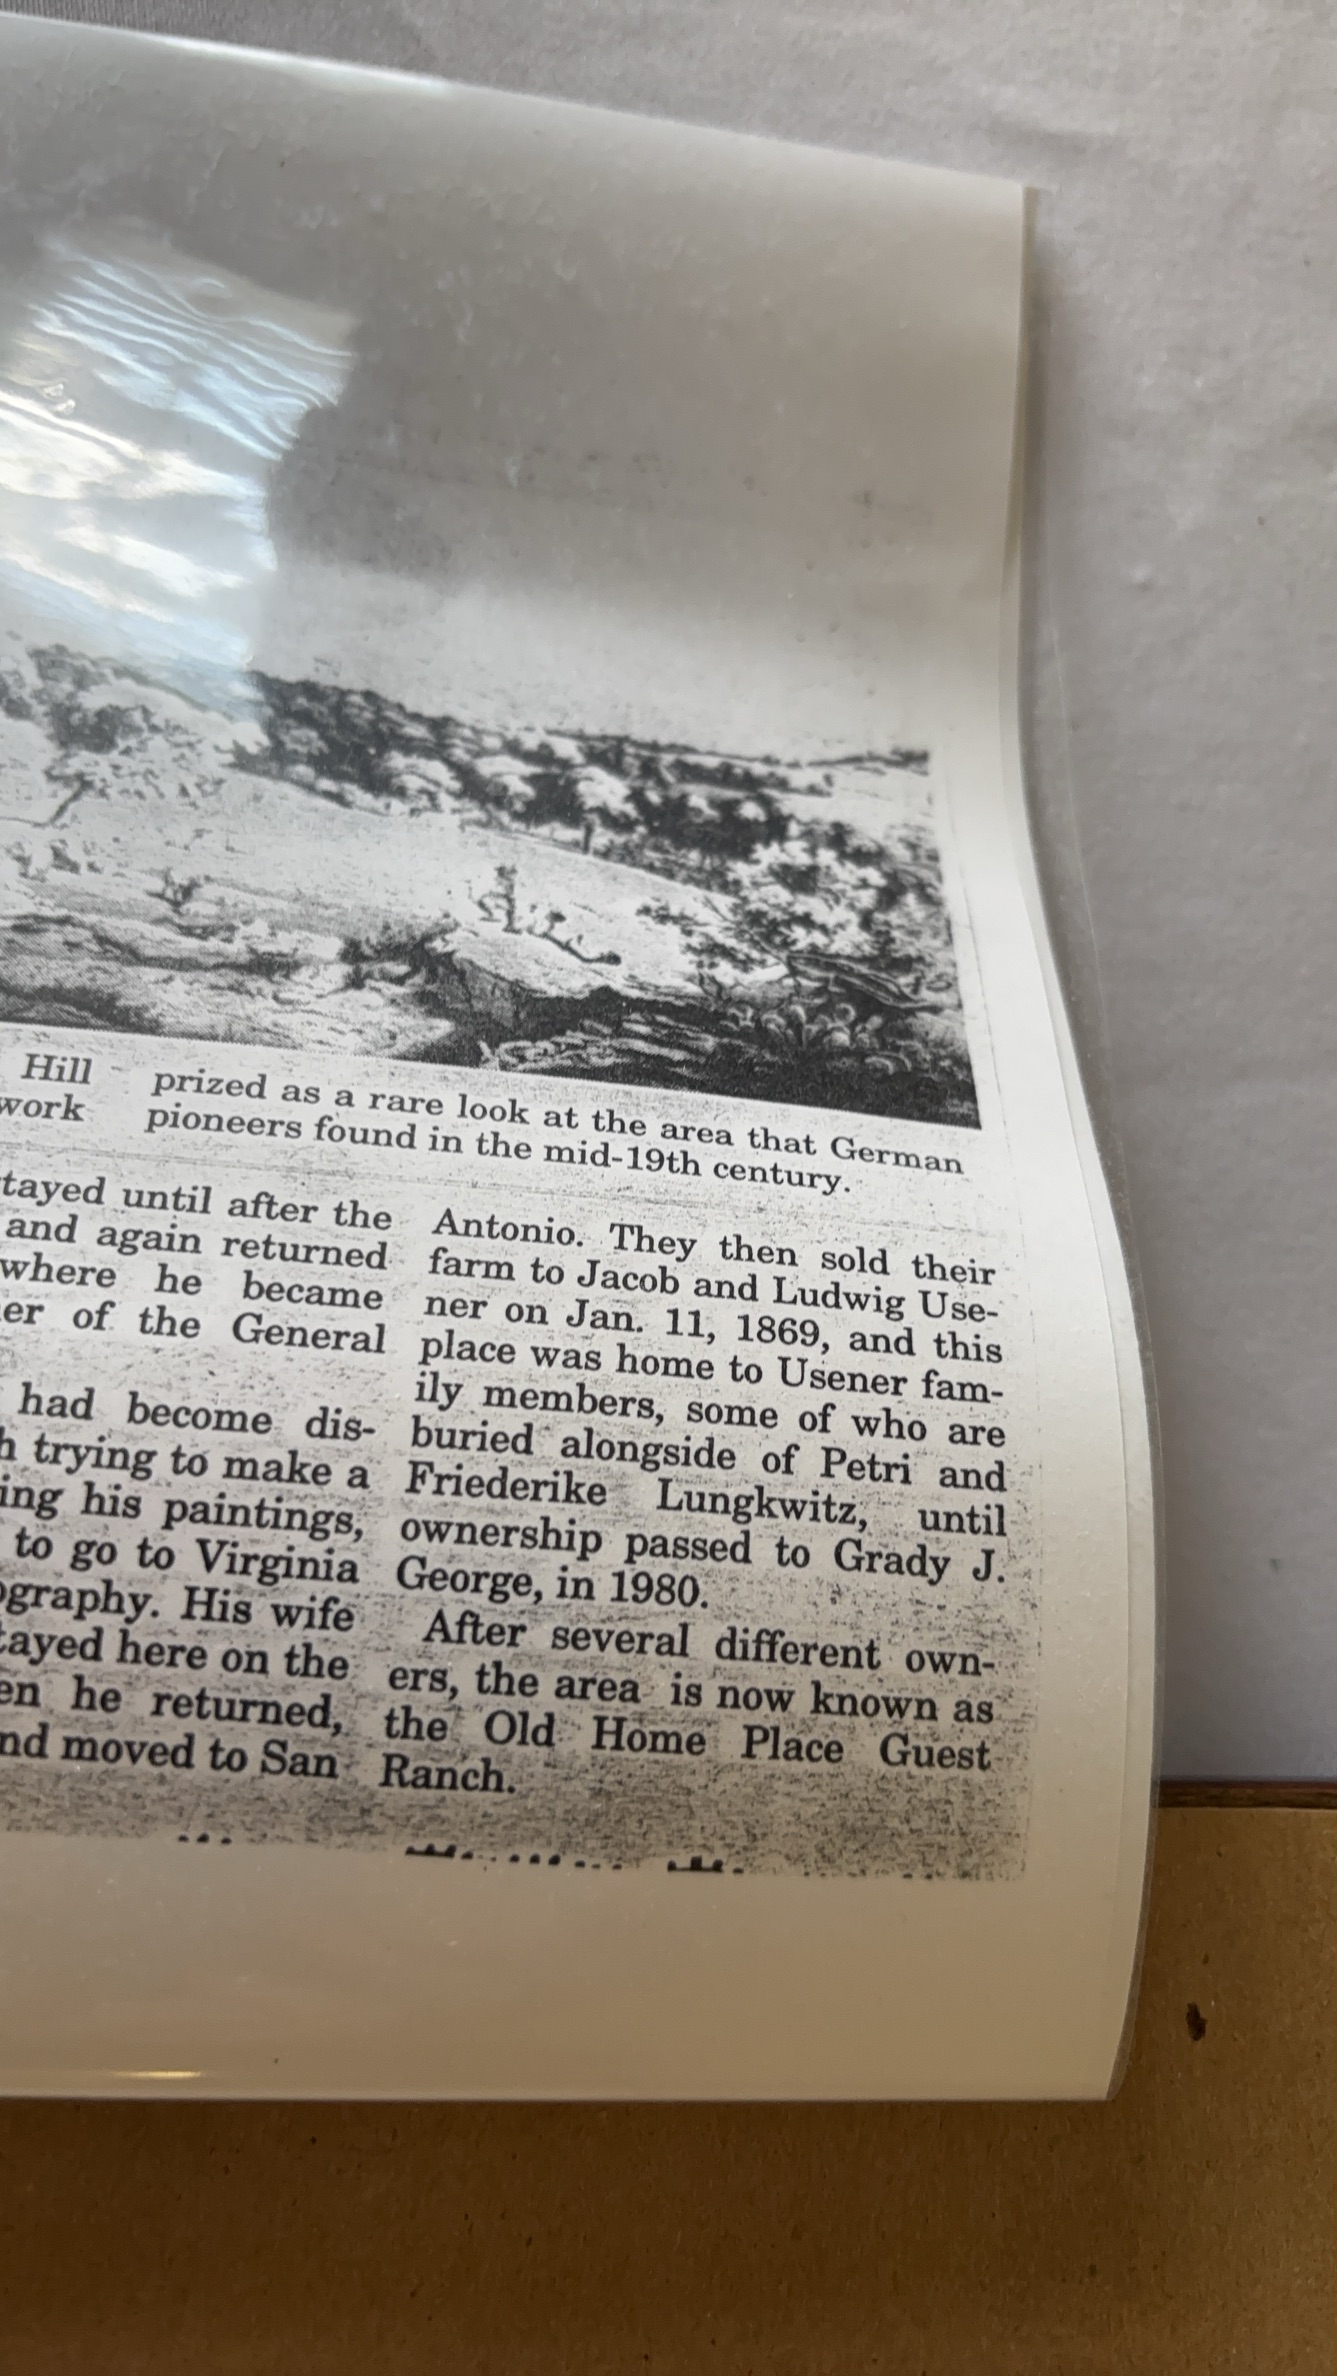 Hill
work
prized as a rare look at the area that German
pioneers found in the mid-19th century.
tayed until after the
and again returned
where he became
er of the General
had become dis-
h trying to make a
ing his paintings,
to go to Virginia
ography. His wife
tayed here on the
en he returned,
nd moved to San
Antonio. They then sold their
farm to Jacob and Ludwig Use-
ner on Jan. 11, 1869, and this
place was home to Usener fam-
ily members, some of who are
buried alongside of Petri and
Friederike Lungkwitz, until
ownership passed to Grady J.
George, in 1980.
After several different own-
ers, the area is now known as
the Old Home Place Guest
Ranch.